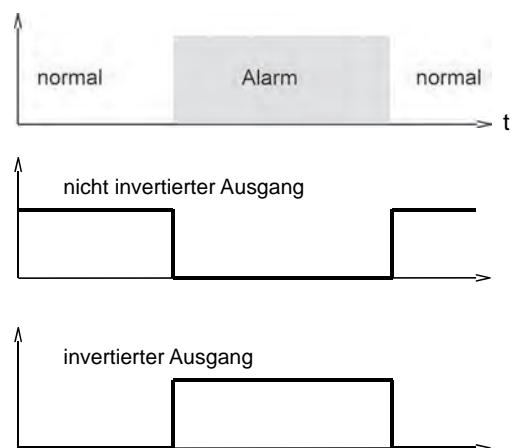 normal Alarm normal
t
nicht invertierter Ausgang
invertierter Ausgang